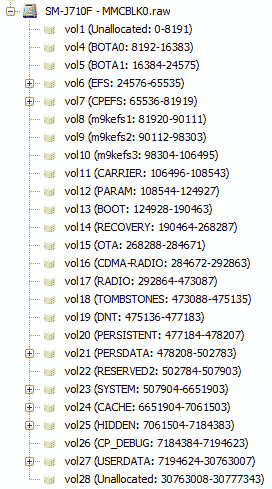 SM-J710F - MMCBLK0.raw
vol1 (Unallocated: 0-8191)
vol4 (BOTA0: 8192-16383)
vol5 (BOTA1: 16384-24575)
vol6 (EFS: 24576-65535)
vol7 (CPEFS: 65536-81919)
vol8 (m9kefs1: 81920-90111)
vol9 (m9kefs2: 90112-98303)
vol10 (m9kefs3: 98304-106495)
vol11 (CARRIER: 106496-108543)
vol12 (PARAM: 108544-124927)
vol13 (BOOT: 124928-190463)
vol14 (RECOVERY: 190464-268287)
vol15 (OTA: 268288-284671)
vol16 (CDMA-RADIO: 284672-292863)
vol17 (RADIO: 292864-473087)
vol18 (TOMBSTONES: 473088-475135)
vol19 (DNT: 475136-477183)
vol20 (PERSISTENT: 477184-478207)
vol21 (PERSDATA: 478208-502783)
vol22 (RESERVED2: 502784-507903)
vol23 (SYSTEM: 507904-6651903)
vol24 (CACHE: 6651904-7061503)
vol25 (HIDDEN: 7061504-7184383)
vol26 (CP_DEBUG: 7184384-7194623)
vol27 (USERDATA: 7194624-30763007)
vol28 (Unallocated: 30763008-30777343)